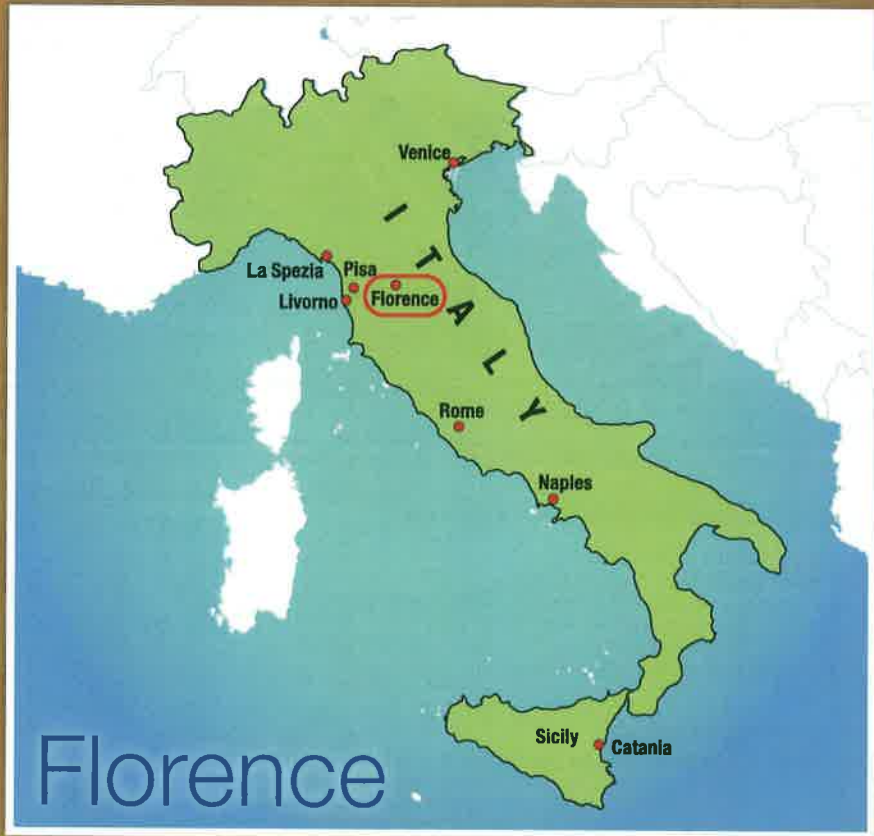 Venice
ITALY
La Spezia
Pisa
Livorno
Florence
Rome
Naples
Sicily
Catania
Florence